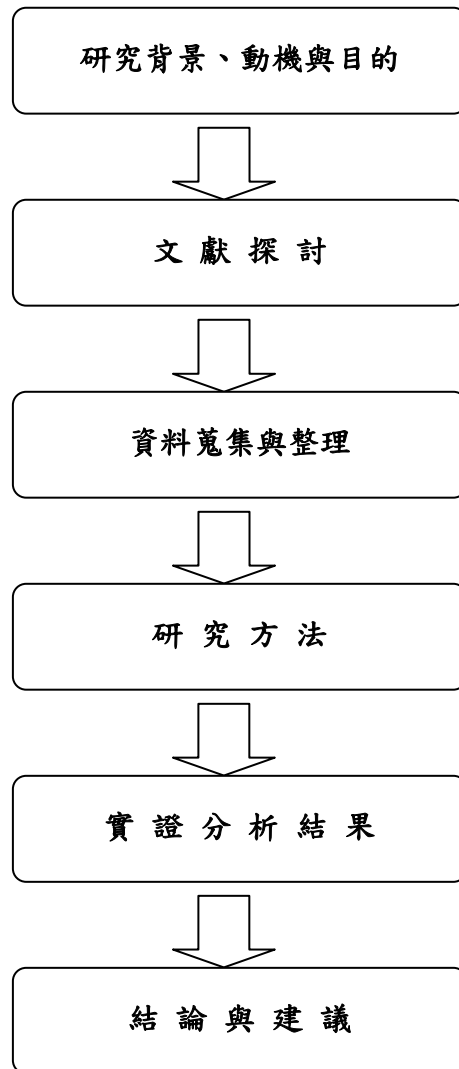 研究背景、動機與目的
文 獻 探 討
資料蒐集與整理
研 究 方 法
實 證 分 析 結 果
結 論 與 建 議